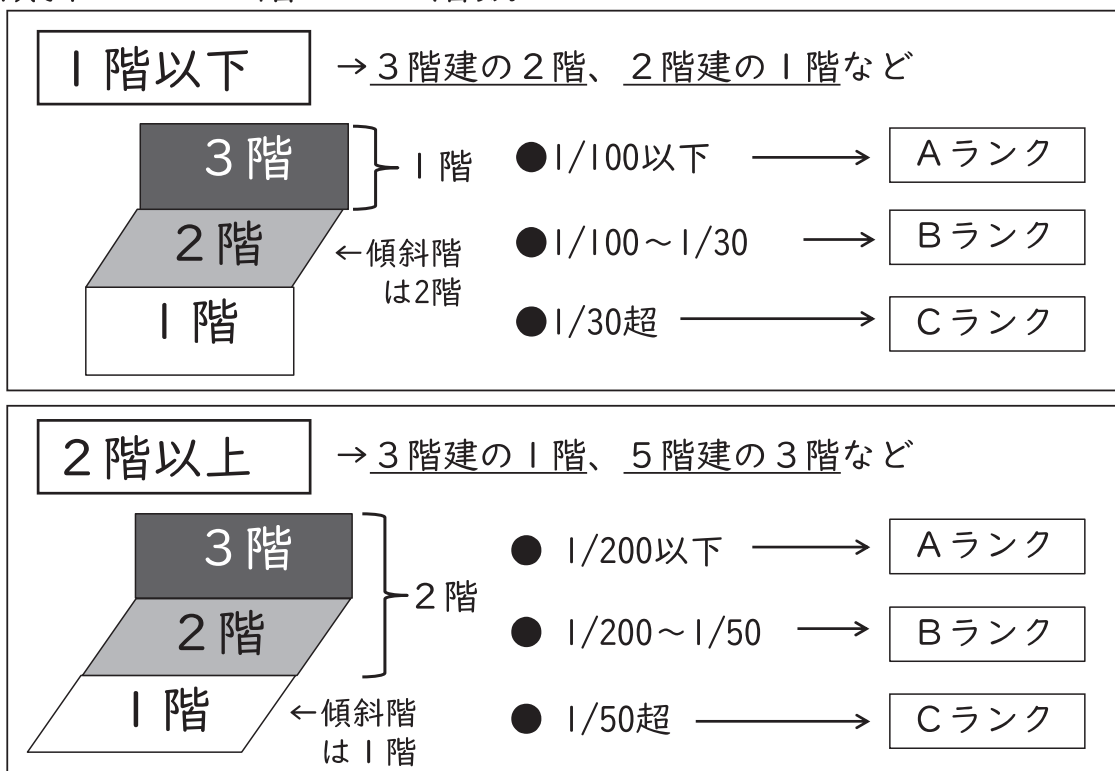 1階以下
→3階建の2階、2階建の1階など
3階
1階
●1/100以下
Aランク
2階
←傾斜階
は2階
●1/100～1/30
Bランク
1階
●1/30超
Cランク
2階以上
→3階建の1階、5階建の3階など
3階
2階
● 1/200以下
Aランク
2階
● 1/200～1/50
Bランク
1階
←傾斜階
は1階
● 1/50超
Cランク